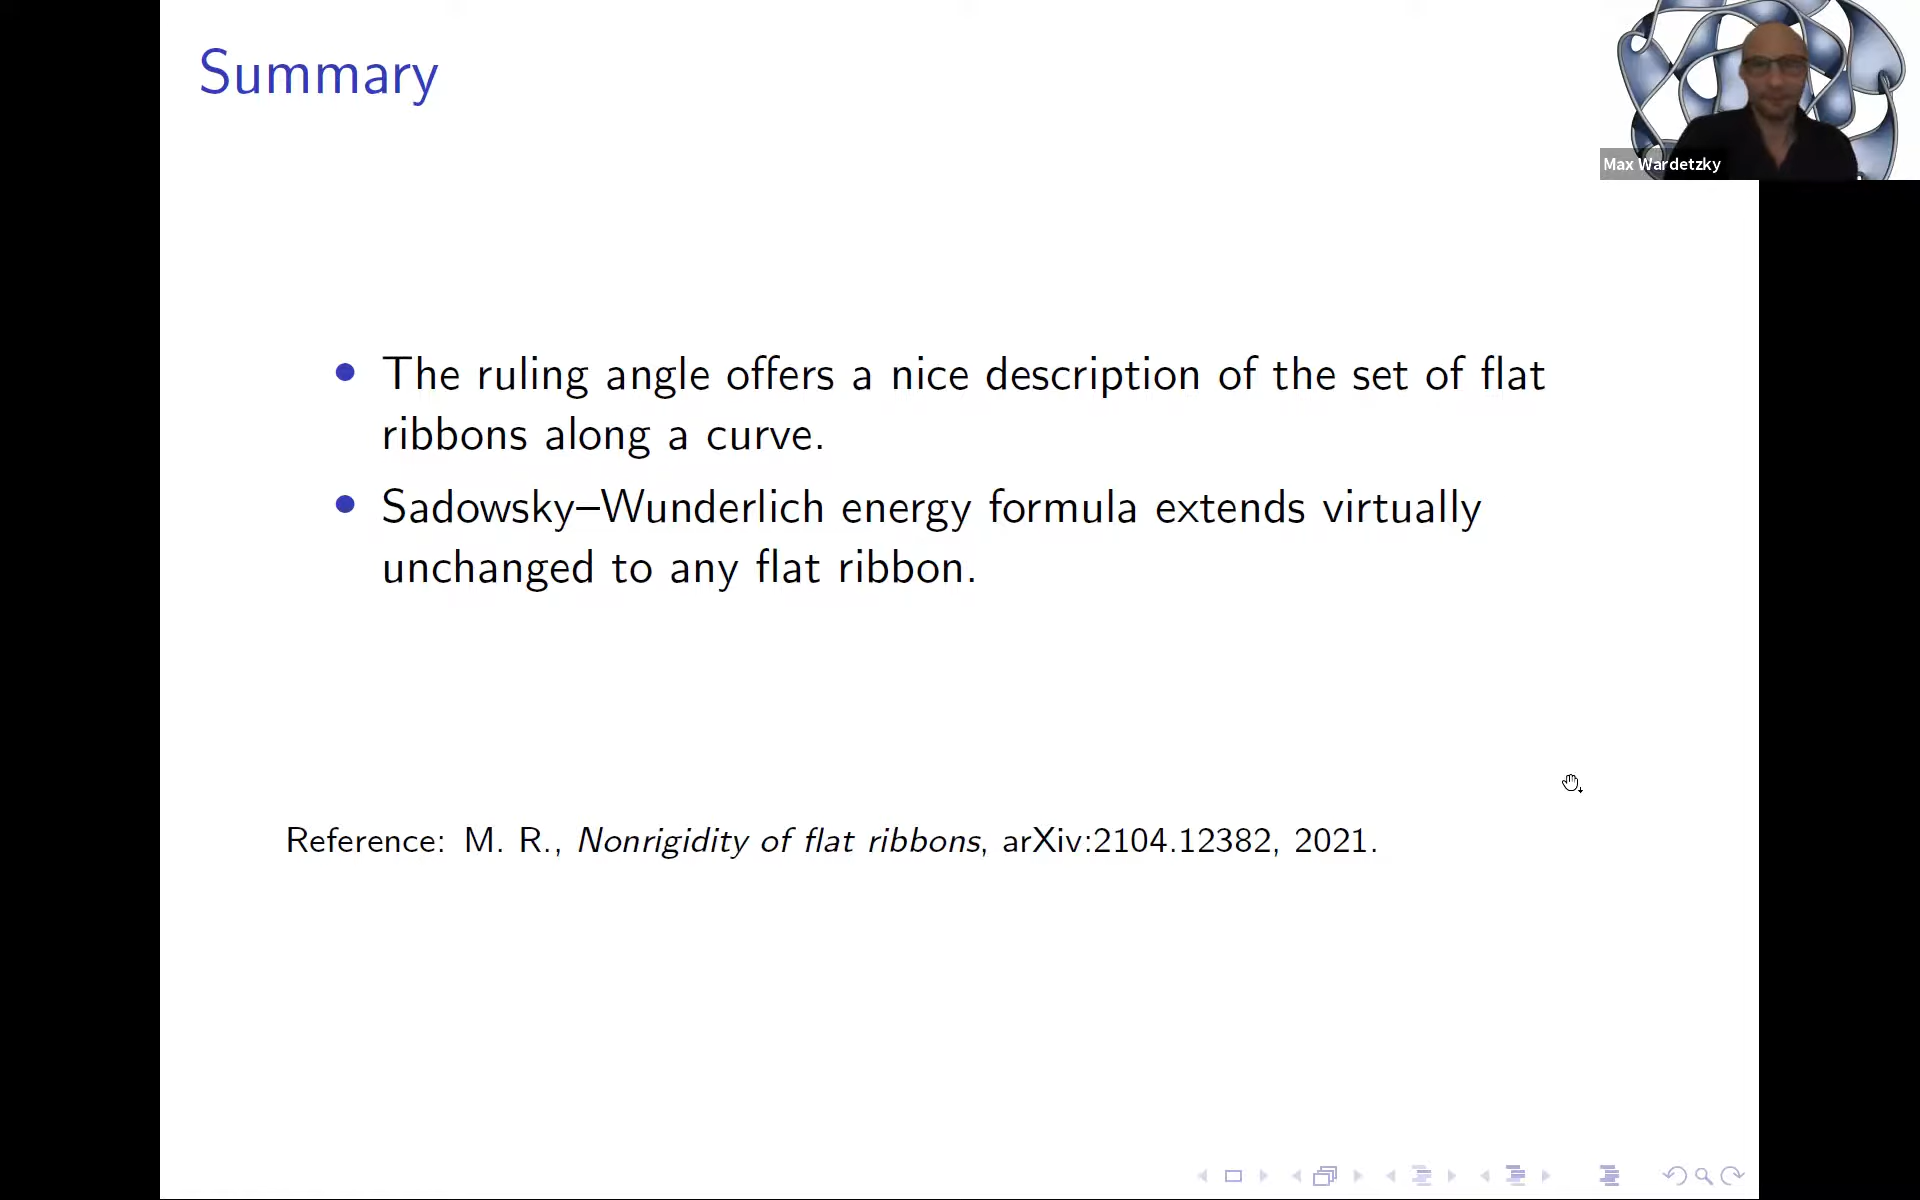 Summary
Max Wardetzky
• The ruling angle offers a nice description of the set of flat
ribbons along a curve.
• Sadowsky–Wunderlich energy formula extends virtually
unchanged to any flat ribbon.
Reference: M. R., Nonrigidity of flat ribbons, arXiv:2104.12382, 2021.